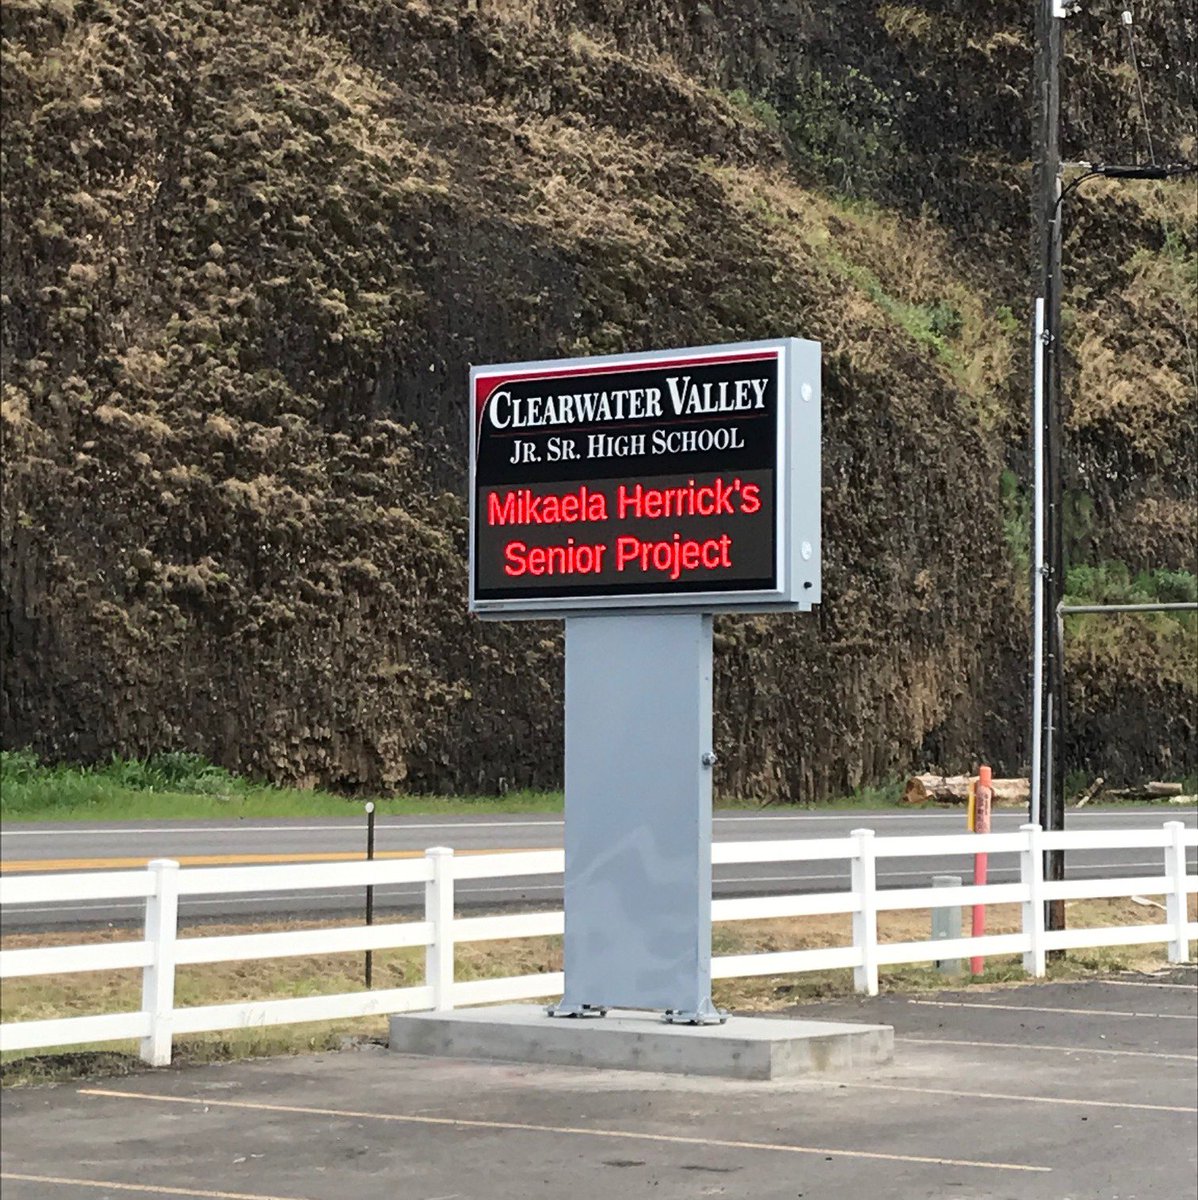 CLEARWATER VALLEY
JR. SR. HIGH SCHOOL
Mikaela Herrick's
Senior Project